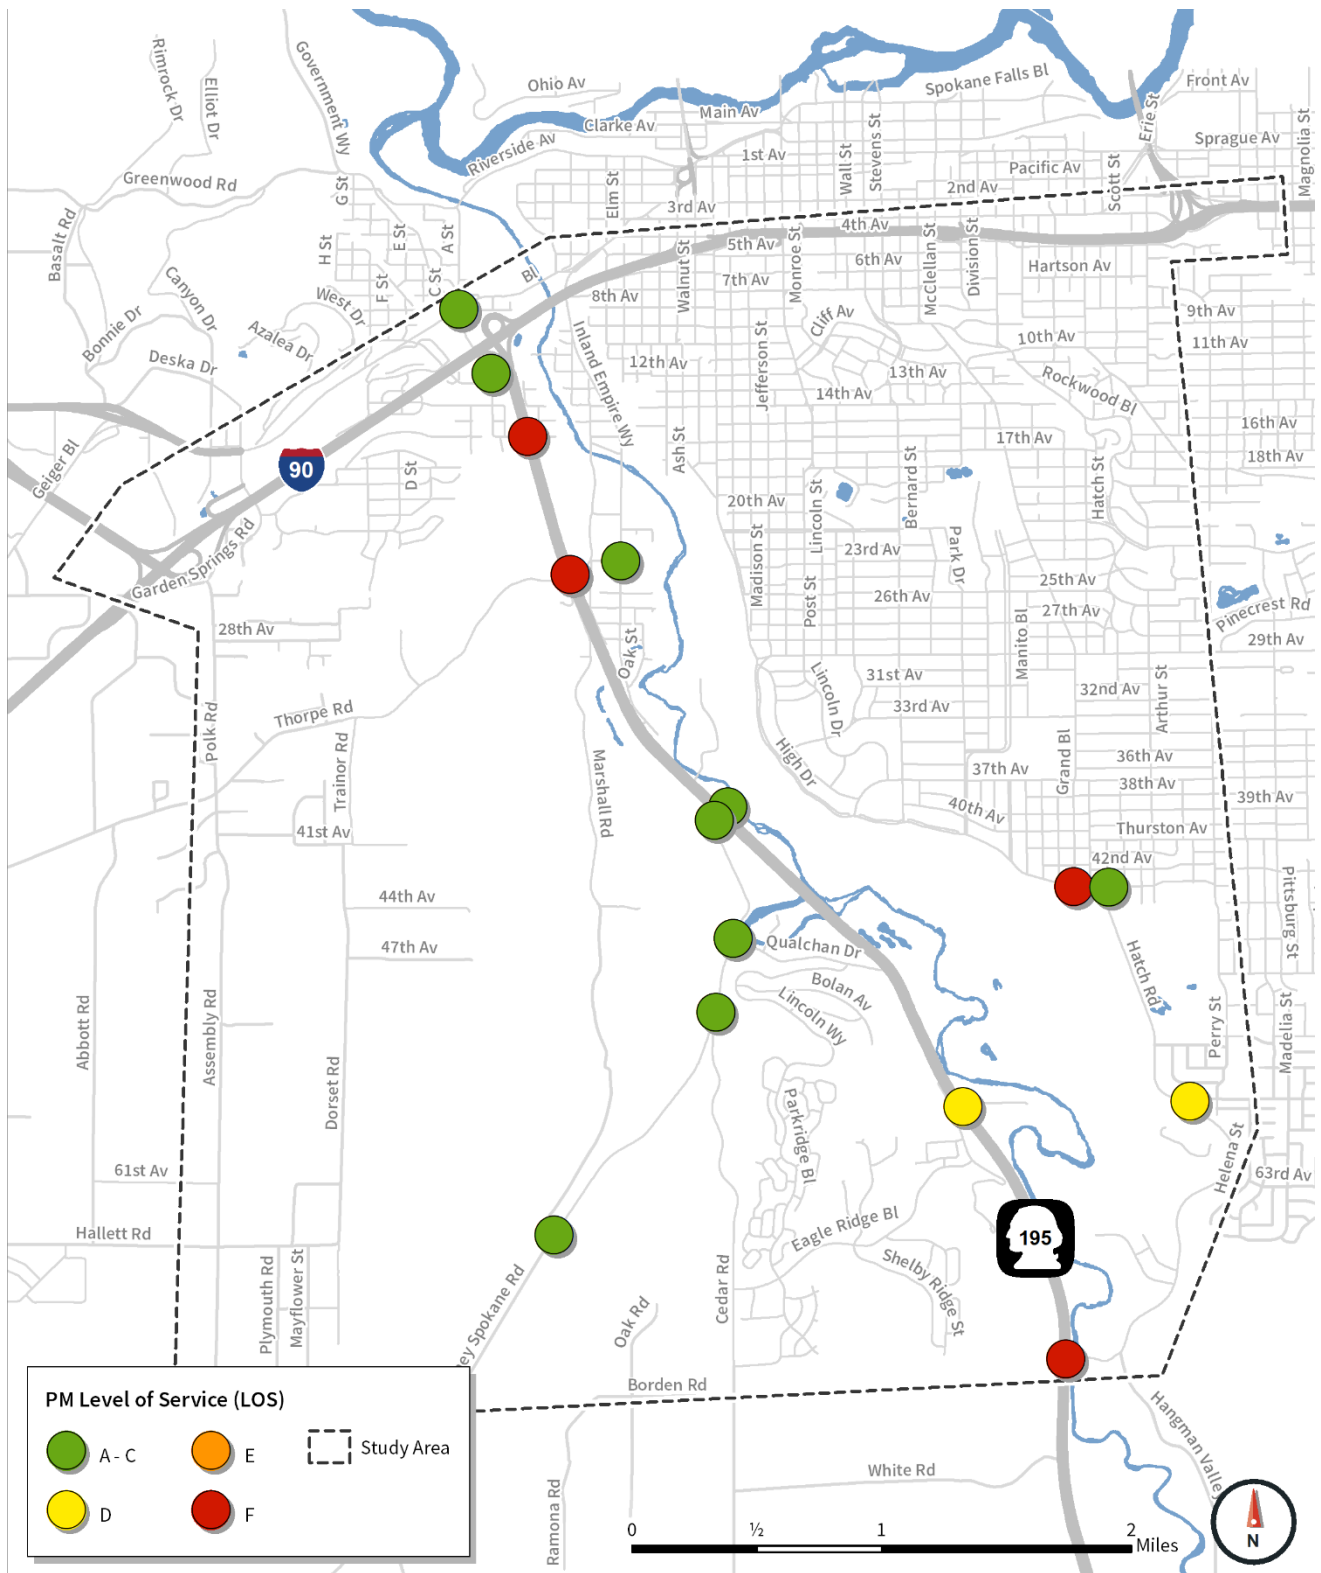 Rimrock Dr
Elliot Dr
Government Wy
Ohio Av
Clarke Av
Main Av
Spokane Falls Bl
Front Av
Erie St
Sprague Av
Magnolia St
Riverside Av
1st Av
Wall St
Stevens St
Pacific Av
Scott St
2nd Av
Greenwood Rd
G St
Elm St
3rd Av
Basalt Rd
H St
E St
A St
4th Av
5th Av
Walnut St
Monroe St
6th Av
McClellan St
Division St
Hartson Av
Canyon Dr
F St
C St
Bl
7th Av
8th Av
West Dr
Bonnie Dr
Azalea Dr
Deska Dr
Inland Empire Wy
12th Av
Jefferson St
Cliff Av
10th Av
9th Av
11th Av
13th Av
14th Av
Rockwood Bl
Geiger Bl
90
D St
Ash St
17th Av
16th Av
18th Av
20th Av
Lincoln St
Bernard St
Hatch St
Garden Springs Rd
Madison St
23rd Av
Park Dr
25th Av
Post St
26th Av
27th Av
Pinecrest Rd
28th Av
Oak St
Manito Bl
29th Av
Polk Rd
Thorpe Rd
Trainor Rd
Lincoln Dr
31st Av
33rd Av
32nd Av
Arthur St
Marshall Rd
High Dr
37th Av
Grand Bl
36th Av
38th Av
39th Av
41st Av
40th Av
Thurston Av
42nd Av
Pittsburg St
44th Av
47th Av
Qualchan Dr
Bolan Av
Lincoln Wy
Hatch Rd
Perry St
Madelia St
Abbott Rd
Assembly Rd
Dorset Rd
Parkridge Bl
Helena St
61st Av
63rd Av
Hallett Rd
Eagle Ridge Bl
195
Plymouth Rd
Mayflower St
ey Spokane Rd
Oak Rd
Cedar Rd
Shelby Ridge St
Borden Rd
Hangman Valley
PM Level of Service (LOS)
A - C
E
Study Area
D
F
Ramona Rd
White Rd
0 ½ 1 2
Miles
N